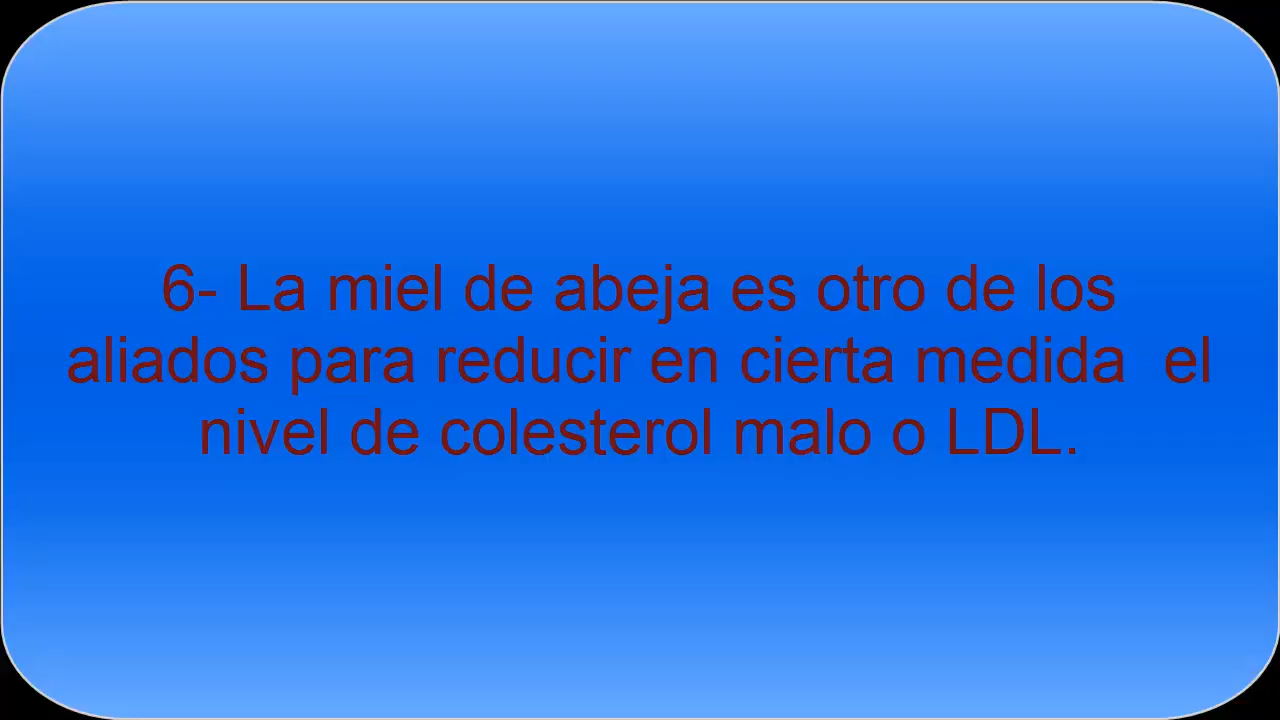 6- La miel de abeja es otro de los
aliados para reducir en cierta medida  el
nivel de colesterol malo o LDL.